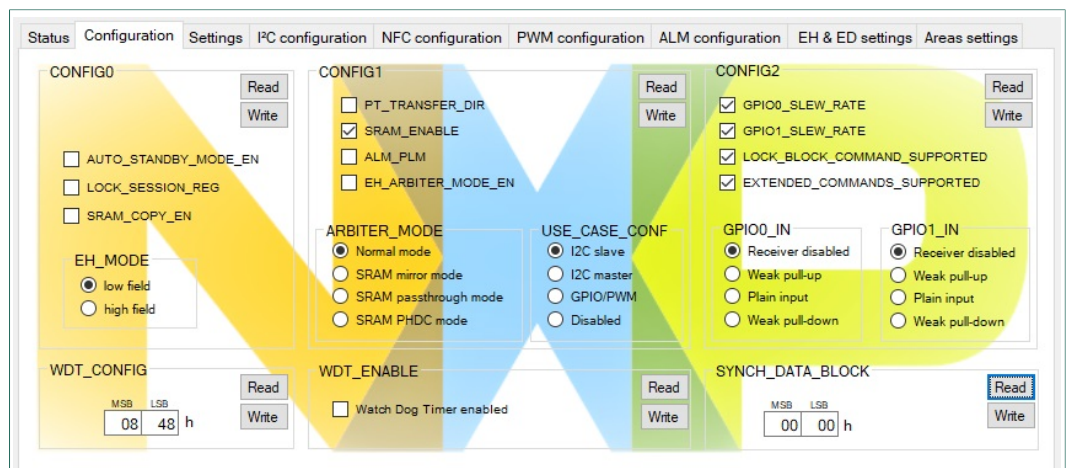 Status Configuration Settings I²C configuration NFC configuration PWM configuration ALM configuration EH & ED settings Areas settings
CONFIG0
Read
Write
AUTO_STANDBY_MODE_EN
LOCK_SESSION_REG
SRAM_COPY_EN
EH_MODE
low field
high field
CONFIG1
Read
Write
PT_TRANSFER_DIR
SRAM_ENABLE
ALM_PLM
EH_ARBITER_MODE_EN
ARBITER_MODE
Normal mode
SRAM mirror mode
SRAM passthrough mode
SRAM PHDC mode
USE_CASE_CONF
I2C slave
I2C master
GPIO/PWM
Disabled
CONFIG2
Read
Write
GPIO0_SLEW_RATE
GPIO1_SLEW_RATE
LOCK_BLOCK_COMMAND_SUPPORTED
EXTENDED_COMMANDS_SUPPORTED
GPIO0_IN
Receiver disabled
Weak pull-up
Plain input
Weak pull-down
GPIO1_IN
Receiver disabled
Weak pull-up
Plain input
Weak pull-down
WDT_CONFIG
Read
Write
MSB LSB
08 48 h
WDT_ENABLE
Read
Write
Watch Dog Timer enabled
SYNCH_DATA_BLOCK
Read
Write
MSB LSB
00 00 h
NXP